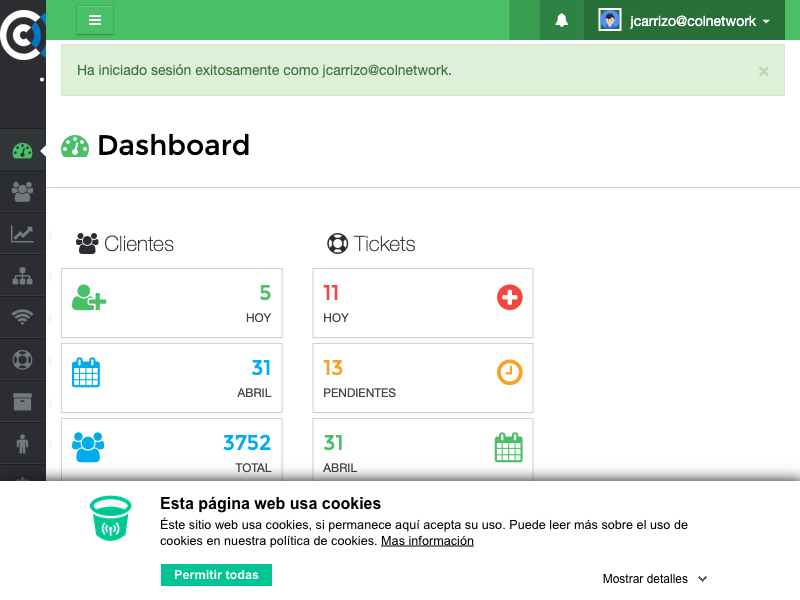 jcarrizo@colnetwork
Ha iniciado sesión exitosamente como jcarrizo@colnetwork.
×
Dashboard
Clientes
Tickets
5
HOY
11
HOY
31
ABRIL
13
PENDIENTES
3752
TOTAL
31
ABRIL
Esta página web usa cookies
Éste sitio web usa cookies, si permanece aquí acepta su uso. Puede leer más sobre el uso de
cookies en nuestra política de cookies. Mas información
Permitir todas
Mostrar detalles